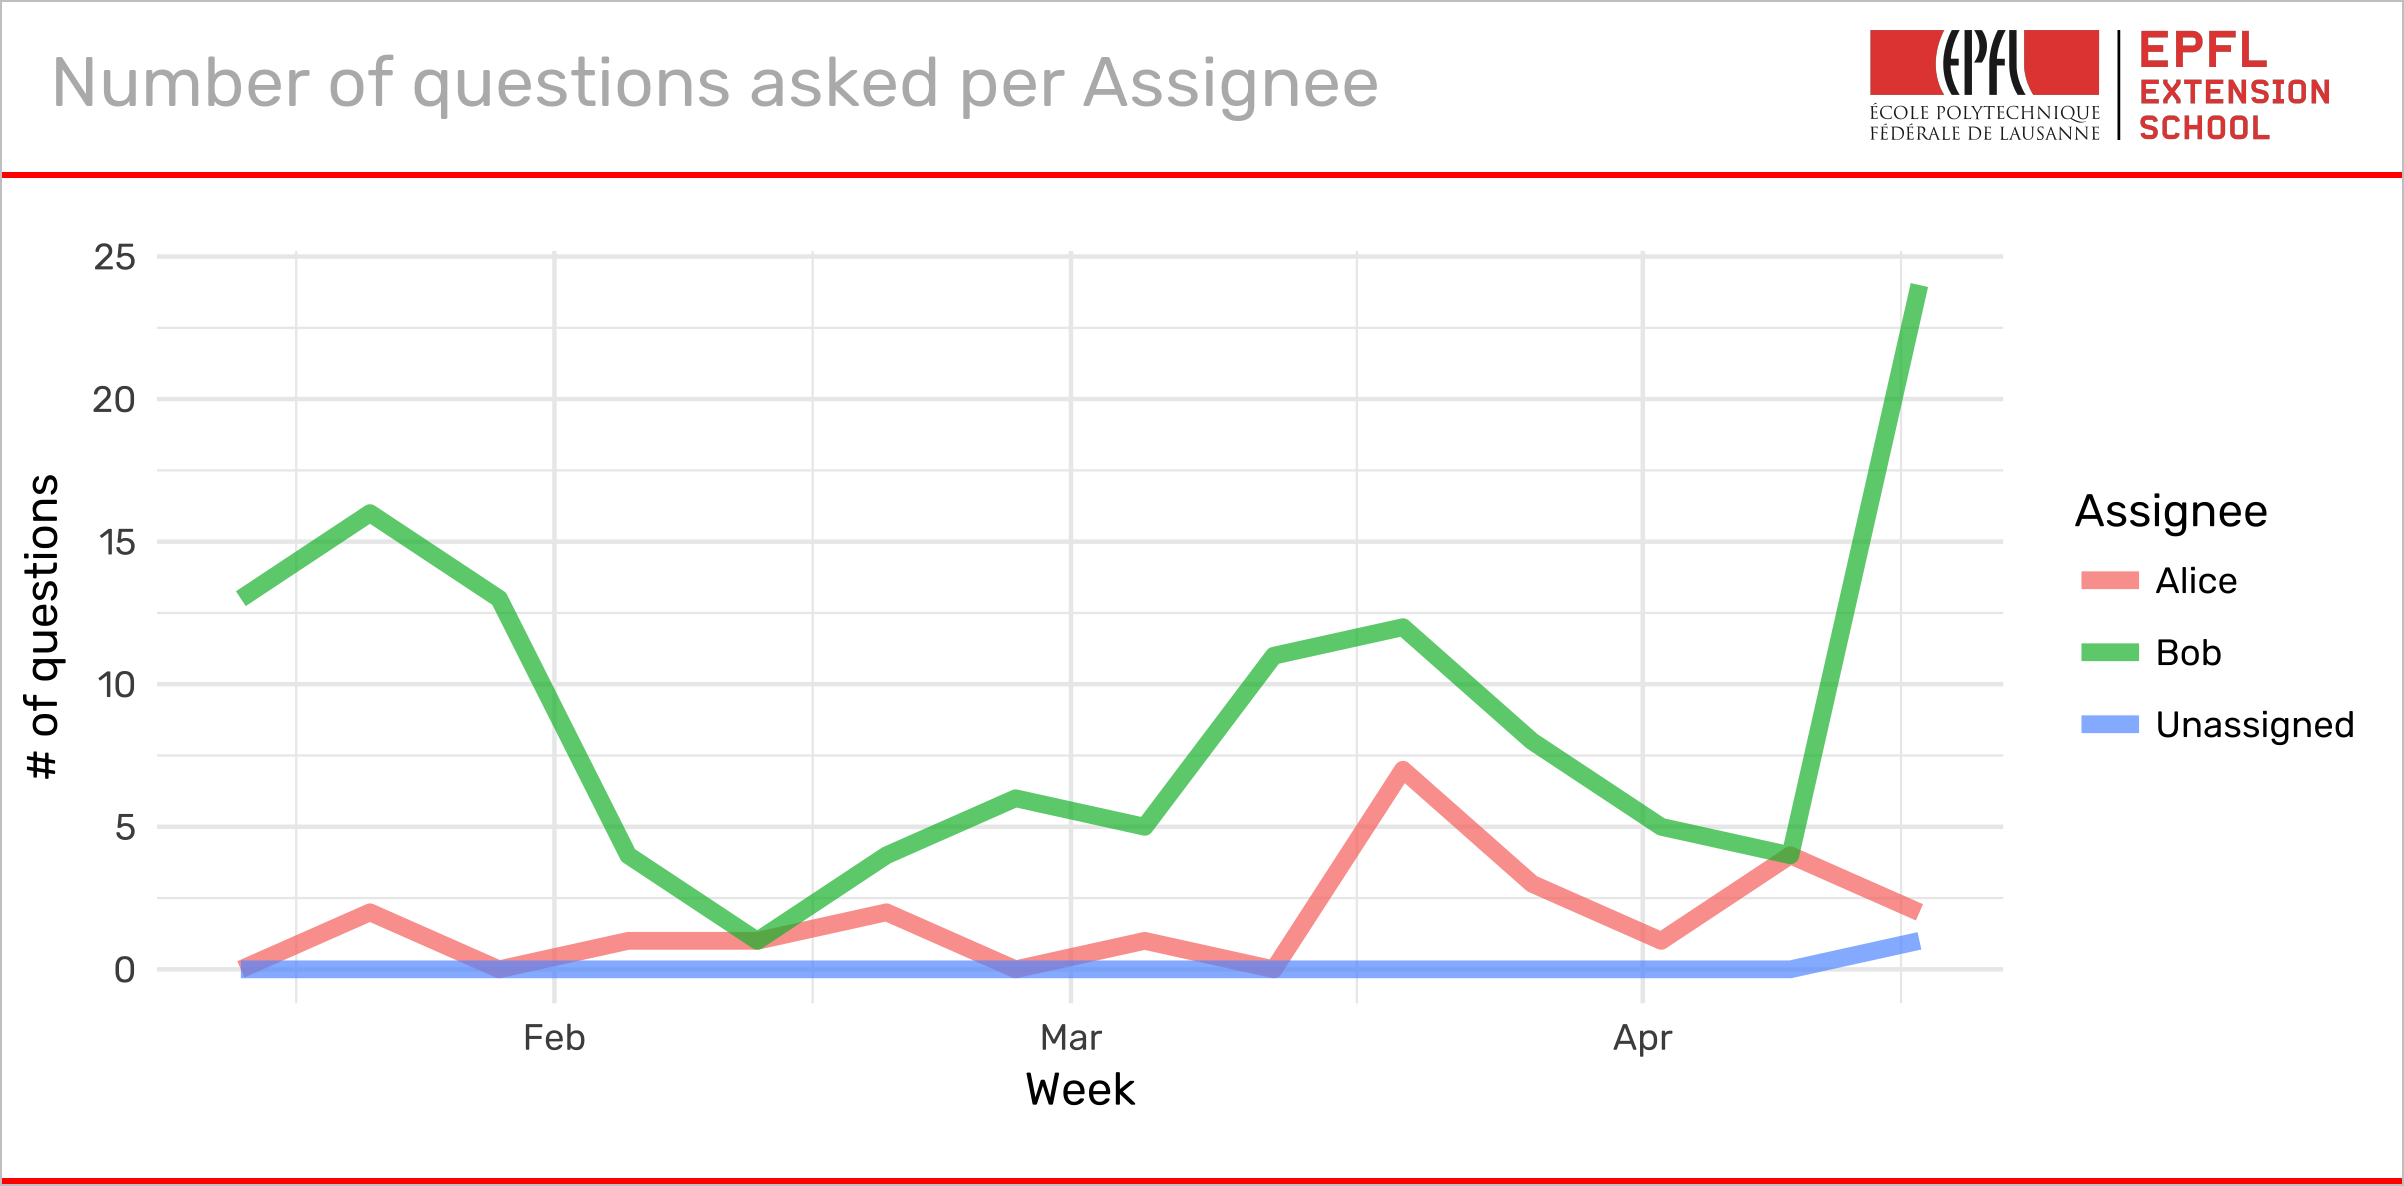 Number of questions asked per Assignee
EPFL
ÉCOLE POLYTECHNIQUE
FÉDÉRALE DE LAUSANNE
EPFL
EXTENSION
SCHOOL
25
20
15
10
5
0
# of questions
Feb Mar Apr
Week
Assignee
Alice
Bob
Unassigned